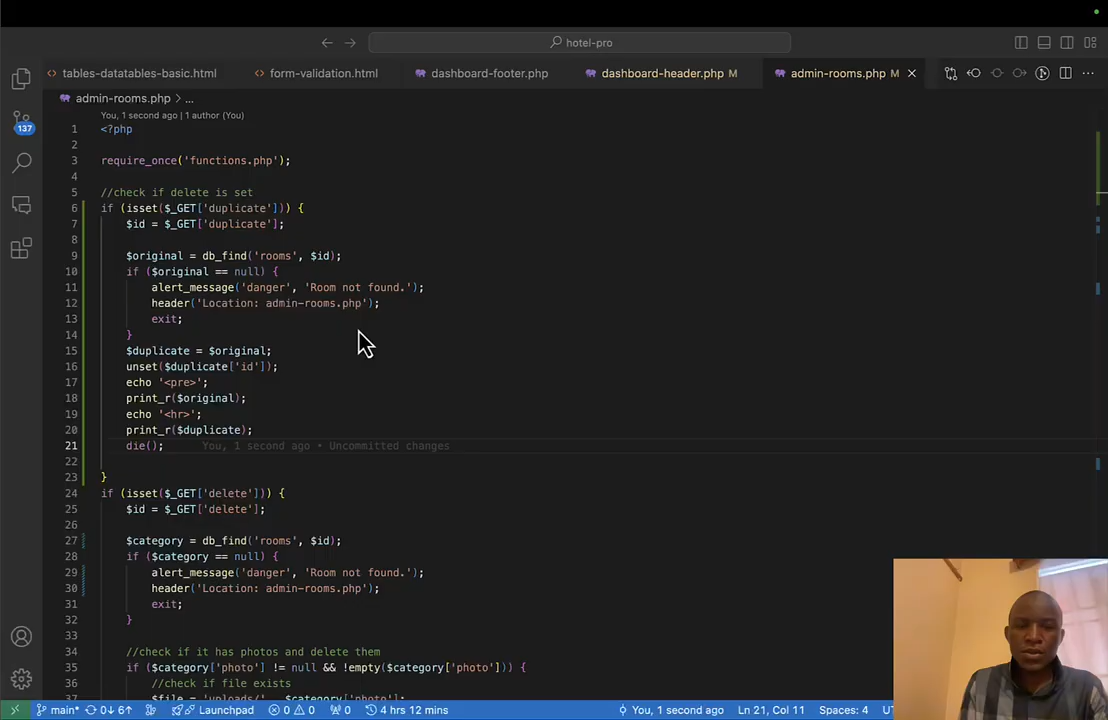 hotel-pro
tables-datatables-basic.html
form-validation.html
dashboard-footer.php
dashboard-header.php M
admin-rooms.php M
admin-rooms.php > ...
You, 1 second ago | 1 author (You)
1 <?php
2
3 require_once('functions.php');
4
5 //check if delete is set
6 if (isset($_GET['duplicate'])) {
7 $id = $_GET['duplicate'];
8
9 $original = db_find('rooms', $id);
10 if ($original == null) {
11 alert_message('danger', 'Room not found.');
12 header('Location: admin-rooms.php');
13 exit;
14 }
15 $duplicate = $original;
16 unset($duplicate['id']);
17 echo '<pre>';
18 print_r($original);
19 echo '<hr>';
20 print_r($duplicate);
21 die(); You, 1 second ago • Uncommitted changes
22
23 }
24 if (isset($_GET['delete'])) {
25 $id = $_GET['delete'];
26
27 $category = db_find('rooms', $id);
28 if ($category == null) {
29 alert_message('danger', 'Room not found.');
30 header('Location: admin-rooms.php');
31 exit;
32 }
33
34 //check if it has photos and delete them
35 if ($category['photo'] != null && !empty($category['photo'])) {
36 //check if file exists
37 $file = 'uploads/' . $category['photo'];
137
main* 0↓ 6↑ Launchpad 0 0 0 4 hrs 12 mins You, 1 second ago Ln 21, Col 11 Spaces: 4